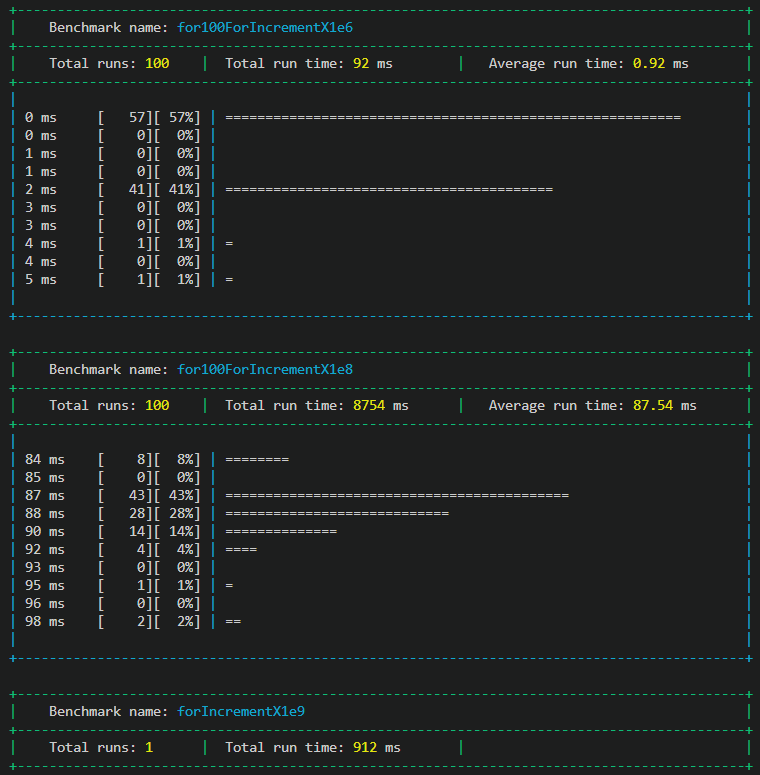 +-------------------------------------------------------------------------------------------+
|    Benchmark name: for100ForIncrementX1e6                                                 |
+-------------------------------------------------------------------------------------------+
|    Total runs: 100    |  Total run time: 92 ms        |   Average run time: 0.92 ms       |
+-------------------------------------------------------------------------------------------+
|                                                                                           |
| 0 ms     [   57][ 57%] | =========================================================        |
| 0 ms     [    0][  0%] |                                                                  |
| 1 ms     [    0][  0%] |                                                                  |
| 1 ms     [    0][  0%] |                                                                  |
| 2 ms     [   41][ 41%] | =========================================                        |
| 3 ms     [    0][  0%] |                                                                  |
| 3 ms     [    0][  0%] |                                                                  |
| 4 ms     [    1][  1%] | =                                                                |
| 4 ms     [    0][  0%] |                                                                  |
| 5 ms     [    1][  1%] | =                                                                |
|                                                                                           |
+-------------------------------------------------------------------------------------------+
+-------------------------------------------------------------------------------------------+
|    Benchmark name: for100ForIncrementX1e8                                                 |
+-------------------------------------------------------------------------------------------+
|    Total runs: 100    |  Total run time: 8754 ms      |   Average run time: 87.54 ms      |
+-------------------------------------------------------------------------------------------+
|                                                                                           |
| 84 ms    [    8][  8%] | ========                                                         |
| 85 ms    [    0][  0%] |                                                                  |
| 87 ms    [   43][ 43%] | ===========================================                      |
| 88 ms    [   28][ 28%] | ============================                                     |
| 90 ms    [   14][ 14%] | ==============                                                   |
| 92 ms    [    4][  4%] | ====                                                             |
| 93 ms    [    0][  0%] |                                                                  |
| 95 ms    [    1][  1%] | =                                                                |
| 96 ms    [    0][  0%] |                                                                  |
| 98 ms    [    2][  2%] | ==                                                               |
|                                                                                           |
+-------------------------------------------------------------------------------------------+
+-------------------------------------------------------------------------------------------+
|    Benchmark name: forIncrementX1e9                                                       |
+-------------------------------------------------------------------------------------------+
|    Total runs: 1      |  Total run time: 912 ms       |                                   |
+-------------------------------------------------------------------------------------------+